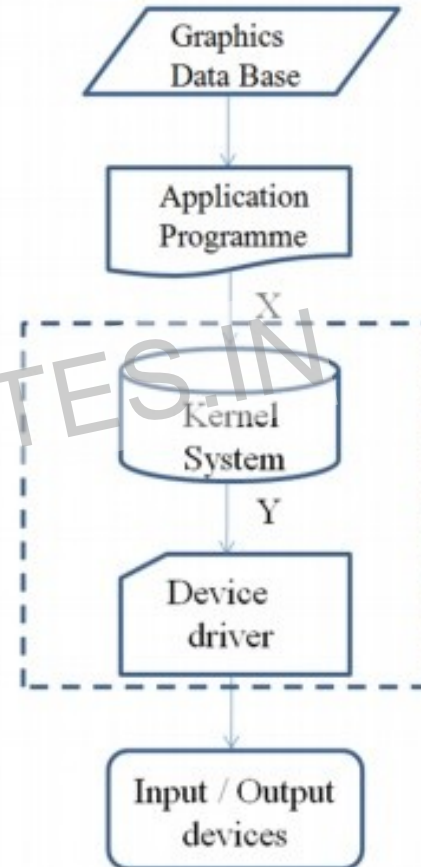 Graphics
Data Base
Application
Programme
X
TES.IN
Kernel
System
Y
Device
driver
Input / Output
devices